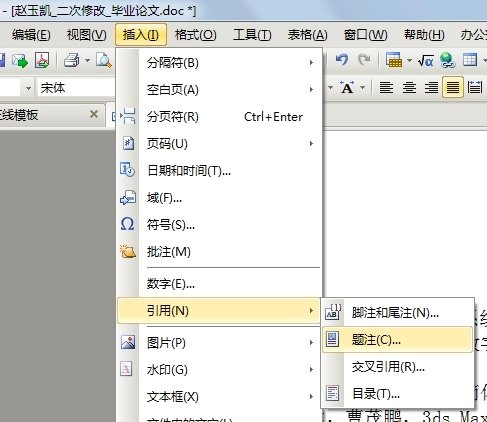 - [赵玉凯_二次修改_毕业论文.doc *]
编辑(E) 视图(V) 插入(I) 格式(O) 工具(T) 表格(A) 窗口(W) 帮助(H) 办公
宋体
线模板
分隔符(B)
空白页(A)
分页符(R) Ctrl+Enter
页码(U)
日期和时间(T)...
域(F)...
符号(S)...
批注(M)
数字(E)...
引用(N)
脚注和尾注(N)...
题注(C)...
图片(P)
交叉引用(R)...
水印(G)
目录(T)...
文本框(X)
曹茂鹏. 3ds Max